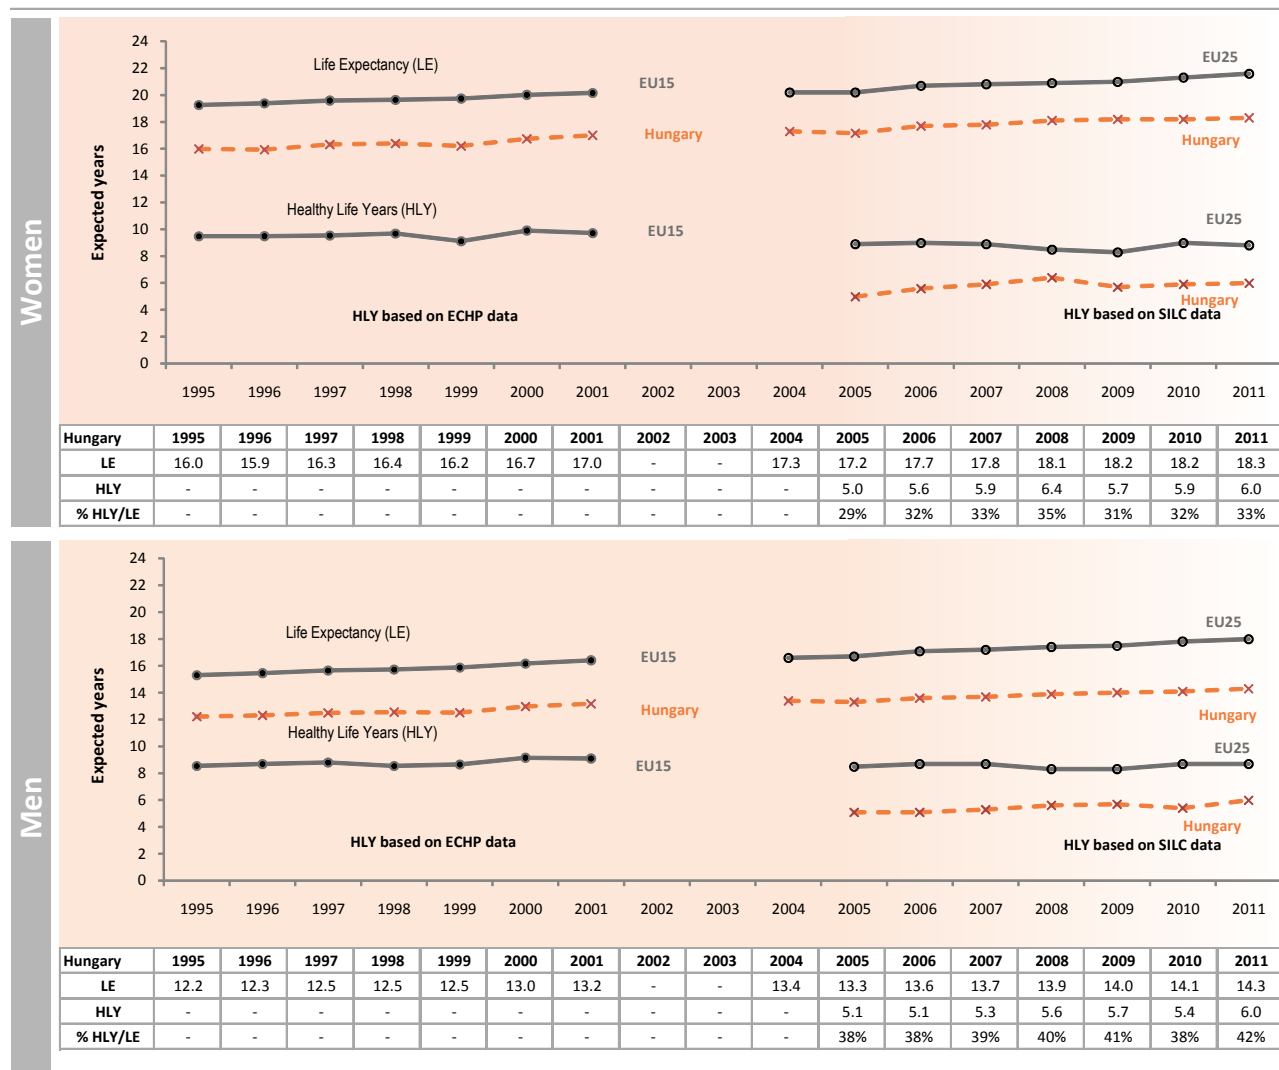 Women
Expected years
24
22
20
18
16
14
12
10
8
6
4
2
0
Life Expectancy (LE)
EU15
EU25
Hungary
Hungary
Healthy Life Years (HLY)
EU15
EU25
Hungary
HLY based on ECHP data
HLY based on SILC data
1995 1996 1997 1998 1999 2000 2001 2002 2003 2004 2005 2006 2007 2008 2009 2010 2011
Hungary 1995 1996 1997 1998 1999 2000 2001 2002 2003 2004 2005 2006 2007 2008 2009 2010 2011
LE 16.0 15.9 16.3 16.4 16.2 16.7 17.0 - - 17.3 17.2 17.7 17.8 18.1 18.2 18.2 18.3
HLY - - - - - - - - - - 5.0 5.6 5.9 6.4 5.7 5.9 6.0
% HLY/LE - - - - - - - - - - 29% 32% 33% 35% 31% 32% 33%
Men
Expected years
24
22
20
18
16
14
12
10
8
6
4
2
0
Life Expectancy (LE)
EU15
EU25
Hungary
Hungary
Healthy Life Years (HLY)
EU15
EU25
Hungary
HLY based on ECHP data
HLY based on SILC data
1995 1996 1997 1998 1999 2000 2001 2002 2003 2004 2005 2006 2007 2008 2009 2010 2011
Hungary 1995 1996 1997 1998 1999 2000 2001 2002 2003 2004 2005 2006 2007 2008 2009 2010 2011
LE 12.2 12.3 12.5 12.5 12.5 13.0 13.2 - - 13.4 13.3 13.6 13.7 13.9 14.0 14.1 14.3
HLY - - - - - - - - - - 5.1 5.1 5.3 5.6 5.7 5.4 6.0
% HLY/LE - - - - - - - - - - 38% 38% 39% 40% 41% 38% 42%